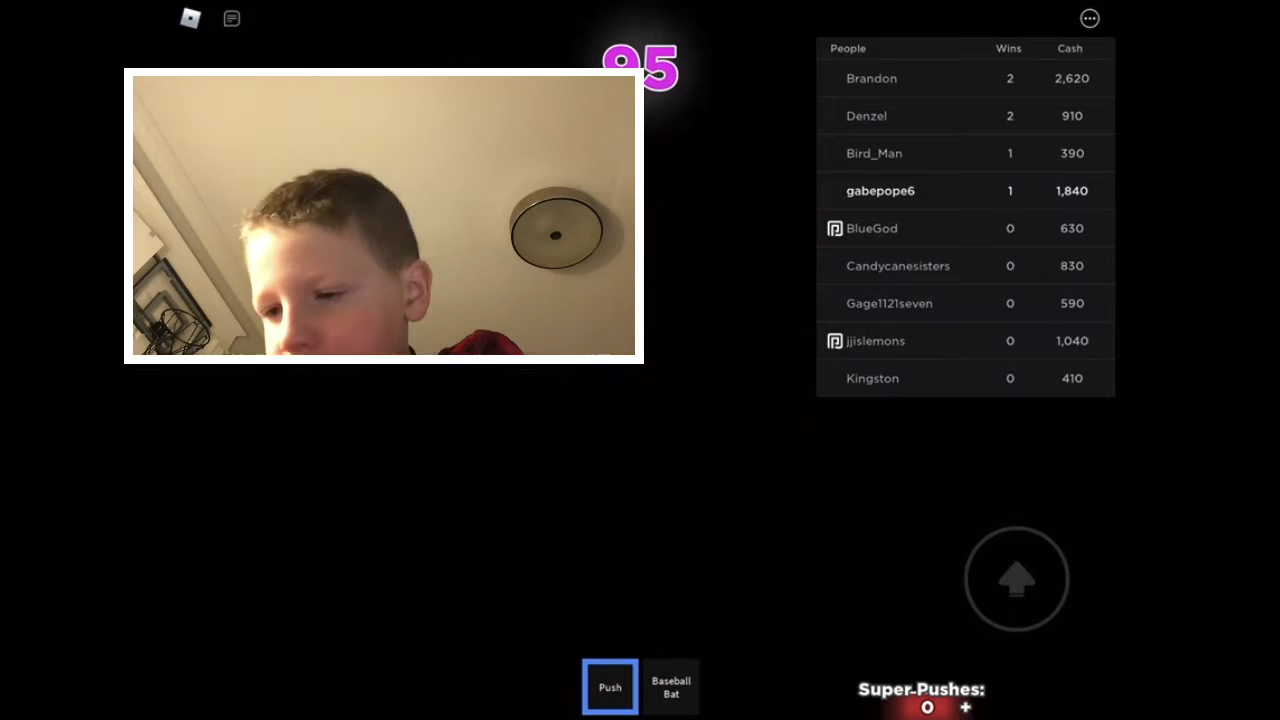 95
People Wins Cash
Brandon 2 2,620
Denzel 2 910
Bird_Man 1 390
gabepope6 1 1,840
BlueGod 0 630
Candycanesisters 0 830
Gage1121seven 0 590
jjislemons 0 1,040
Kingston 0 410
Push
Baseball
Bat
Super-Pushes:
0 +